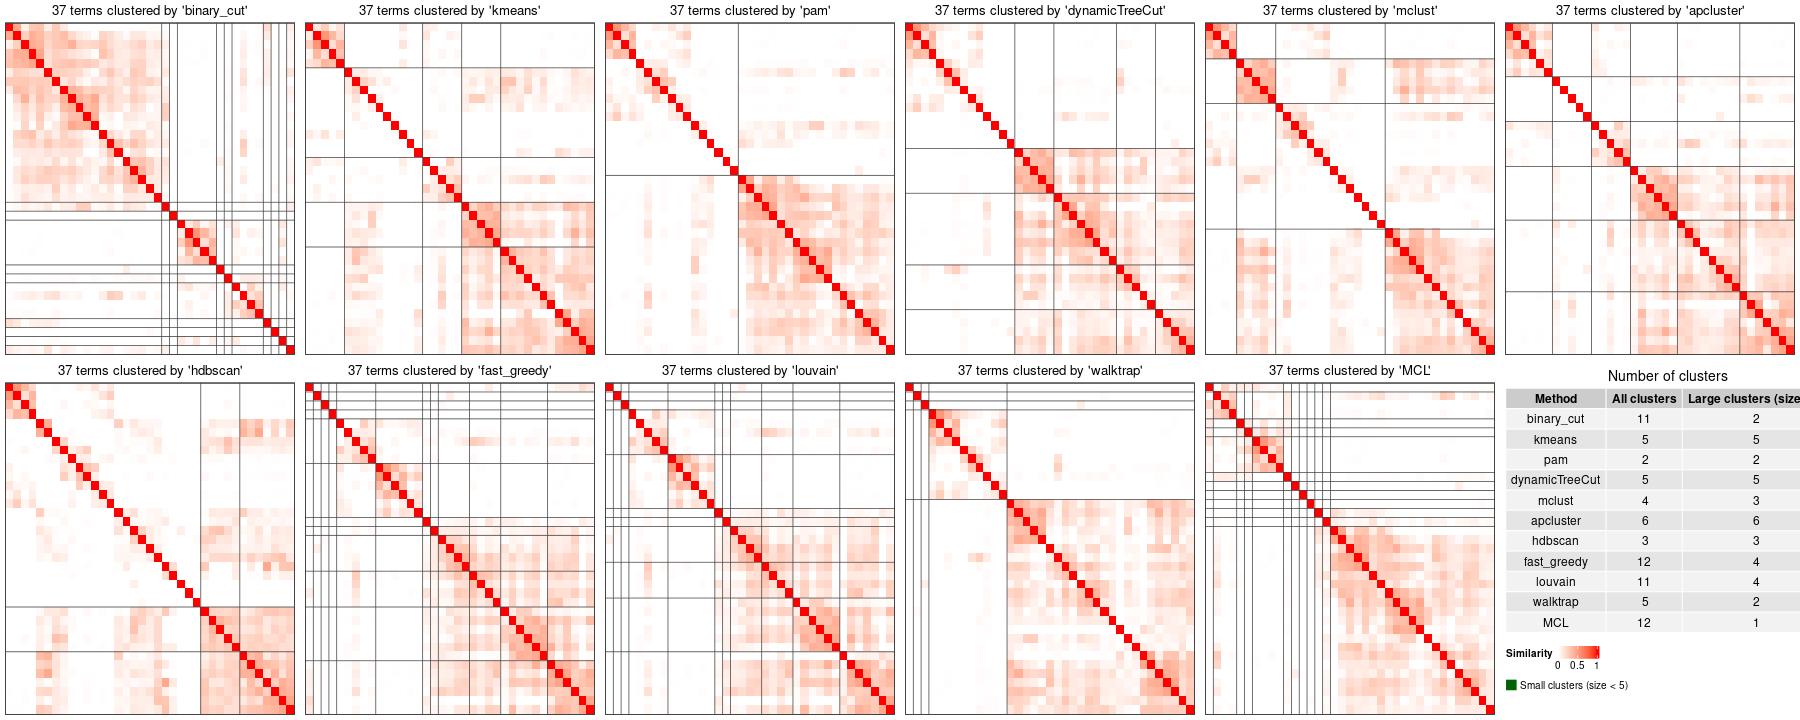 37 terms clustered by 'binary_cut'
37 terms clustered by 'kmeans'
37 terms clustered by 'pam'
37 terms clustered by 'dynamicTreeCut'
37 terms clustered by 'mclust'
37 terms clustered by 'apcluster'
37 terms clustered by 'hdbscan'
37 terms clustered by 'fast_greedy'
37 terms clustered by 'louvain'
37 terms clustered by 'walktrap'
37 terms clustered by 'MCL'
Number of clusters
Method All clusters Large clusters (size
binary_cut 11 2
kmeans 5 5
pam 2 2
dynamicTreeCut 5 5
mclust 4 3
apcluster 6 6
hdbscan 3 3
fast_greedy 12 4
louvain 11 4
walktrap 5 2
MCL 12 1
Similarity
0 0.5 1
Small clusters (size < 5)